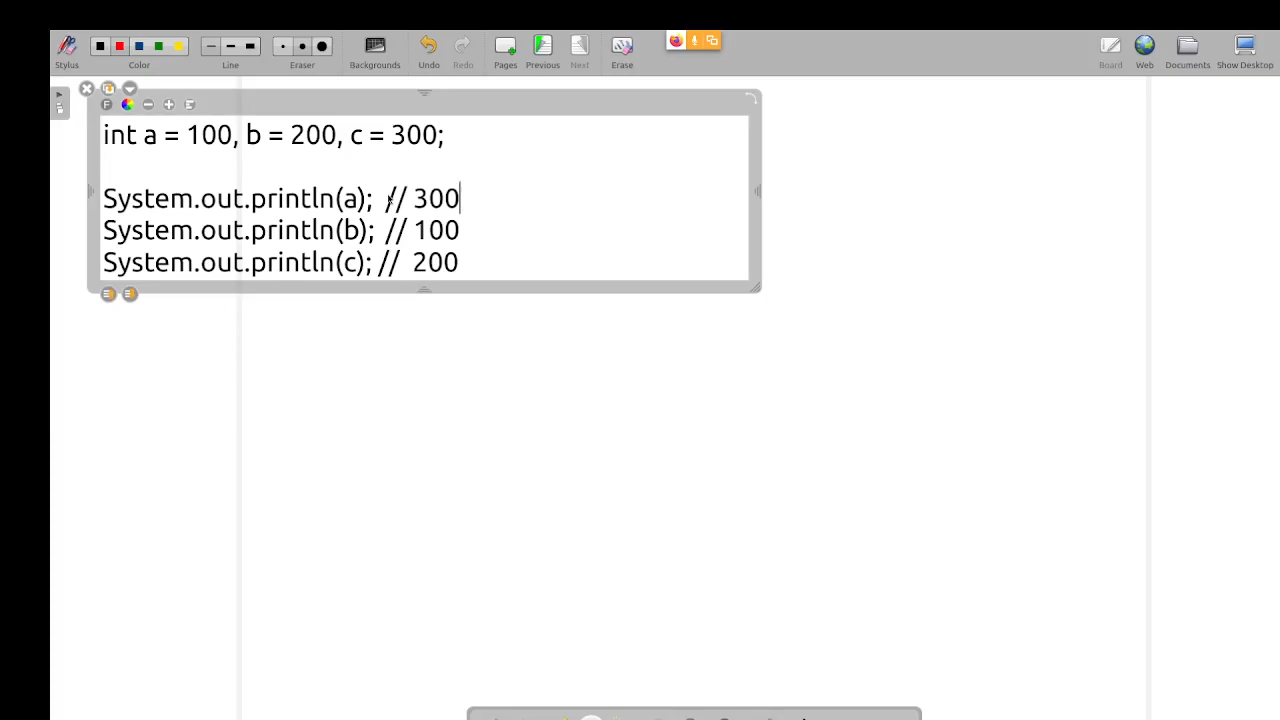 Stylus Color Line Eraser Backgrounds Undo Redo Pages Previous Next Erase Board Web Documents Show Desktop
F
int a = 100, b = 200, c = 300;
System.out.println(a); // 300
System.out.println(b); // 100
System.out.println(c); // 200